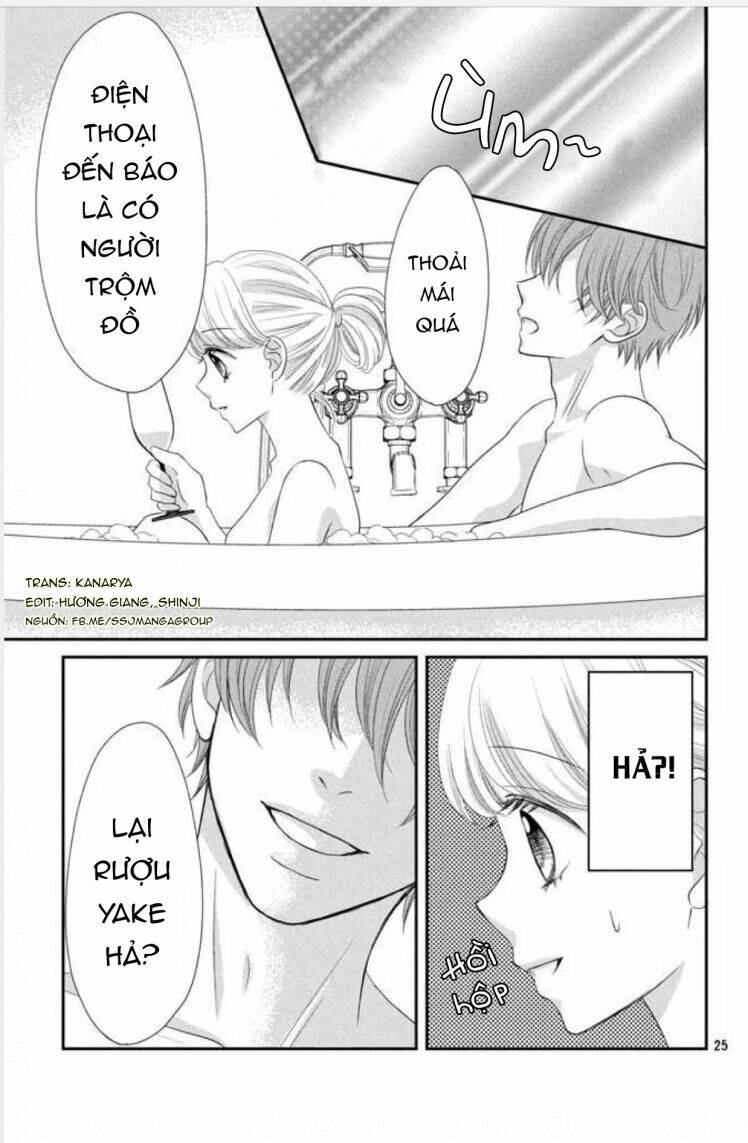 ÙM~
THOẢI
MÁI
QUÁ
ĐIỆN
THOẠI
ĐẾN BÁO
LÀ CÓ
NGƯỜI
TRỘM
ĐỒ
TRANS: KANARYA
EDIT: HƯƠNG GIANG, SHINJI
NGUỒN: FB.ME/SSJMANGAGROUP
HẢ?!
HỒI
HỘP
LẠI
RƯỢU
YAKE
HẢ?
25